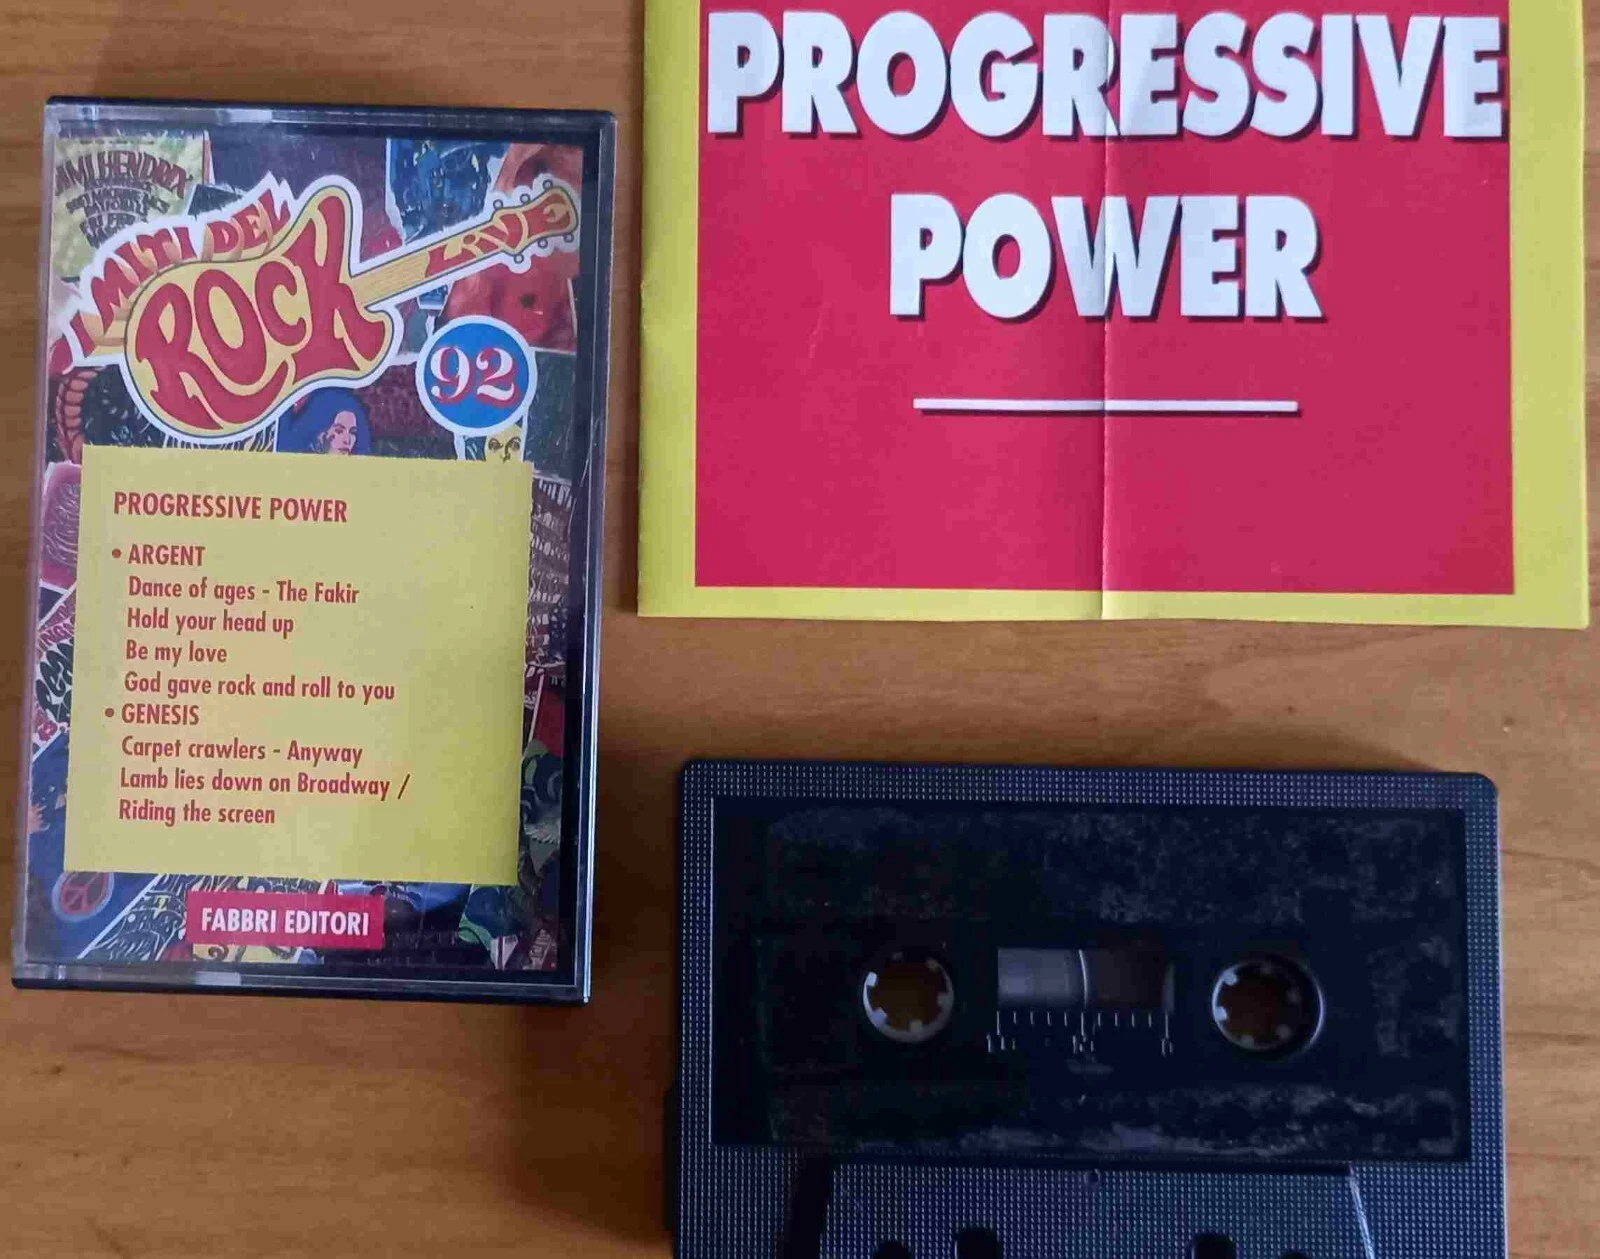 JIMI HENDRIX
I MITI DEL
ROCK
LIVE
92
PROGRESSIVE POWER
• ARGENT
Dance of ages - The Fakir
Hold your head up
Be my love
God gave rock and roll to you
• GENESIS
Carpet crawlers - Anyway
Lamb lies down on Broadway /
Riding the screen
FABBRI EDITORI
PROGRESSIVE
POWER